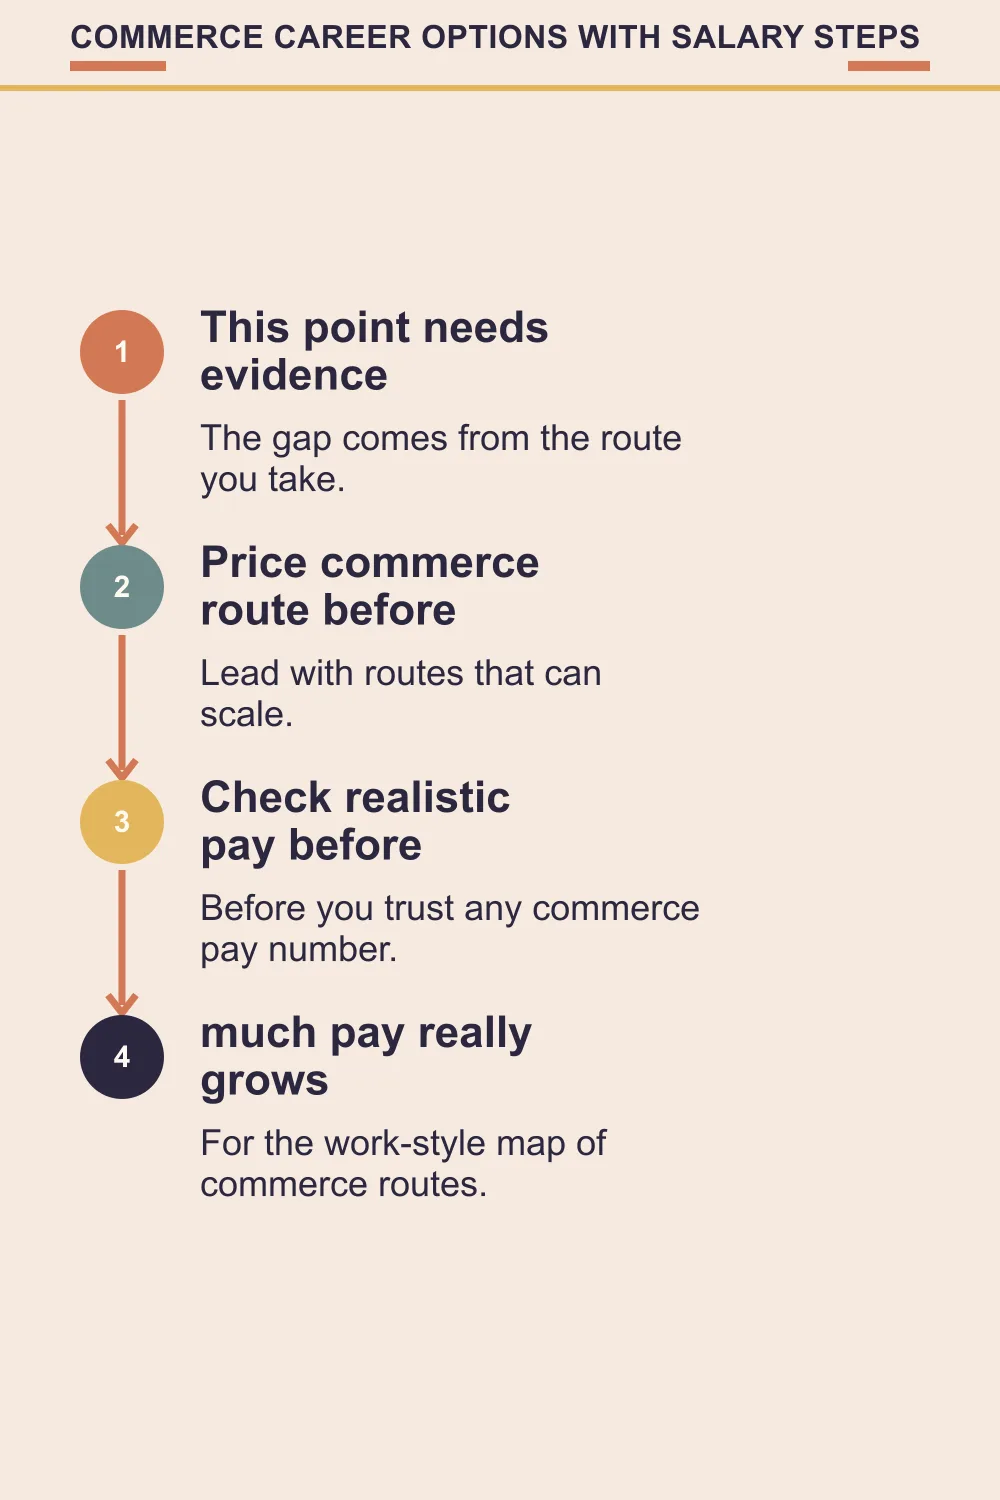 COMMERCE CAREER OPTIONS WITH SALARY STEPS
1
This point needs
evidence
The gap comes from the route
you take.
2
Price commerce
route before
Lead with routes that can
scale.
3
Check realistic
pay before
Before you trust any commerce
pay number.
4
much pay really
grows
For the work-style map of
commerce routes.